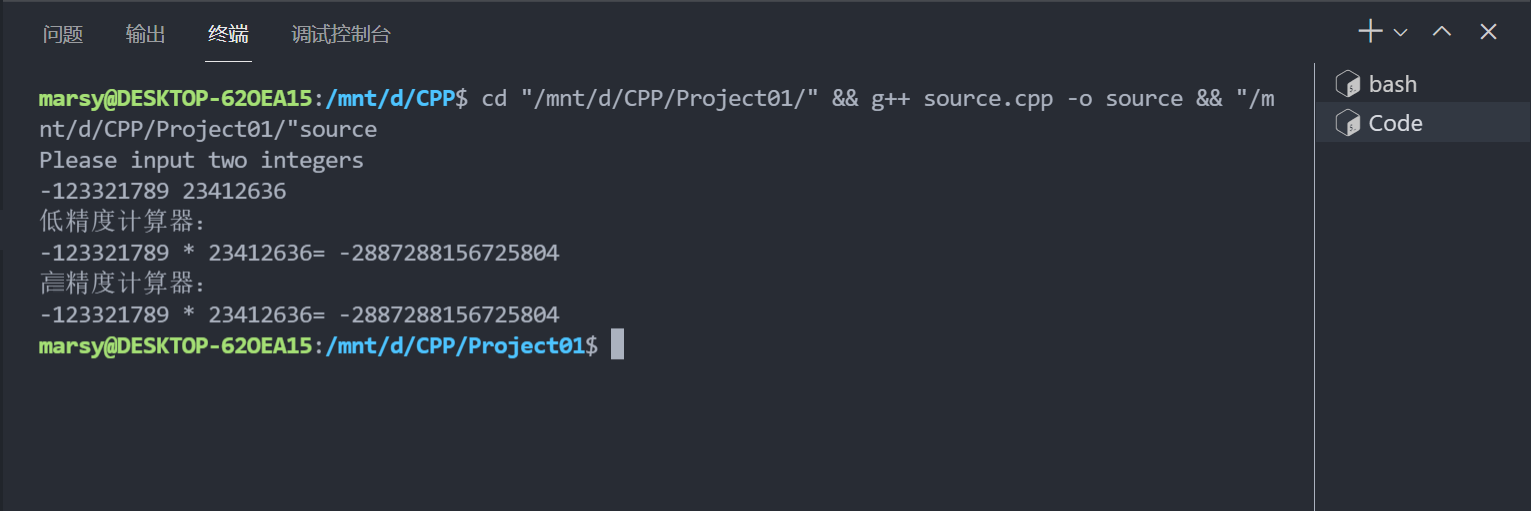 问题 输出 终端 调试控制台
marsy@DESKTOP-62OEA15:/mnt/d/CPP$ cd "/mnt/d/CPP/Project01/" && g++ source.cpp -o source && "/m
nt/d/CPP/Project01/"source
Please input two integers
-123321789 23412636
低精度计算器：
-123321789 * 23412636= -2887288156725804
高精度计算器：
-123321789 * 23412636= -2887288156725804
marsy@DESKTOP-62OEA15:/mnt/d/CPP/Project01$
bash
Code